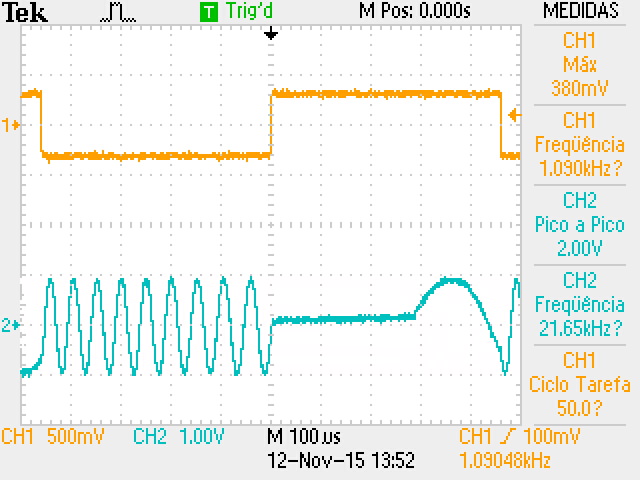 Tek T Trig'd M Pos: 0.000s MEDIDAS
CH1
Máx
380mV
1
CH1
Freqüência
1.090kHz?
CH2
Pico a Pico
2.00V
CH2
Freqüência
21.65kHz?
2
CH1
Ciclo Tarefa
50.0?
CH1 500mV CH2 1.00V M 100µs CH1 100mV
12-Nov-15 13:52 1.09048kHz